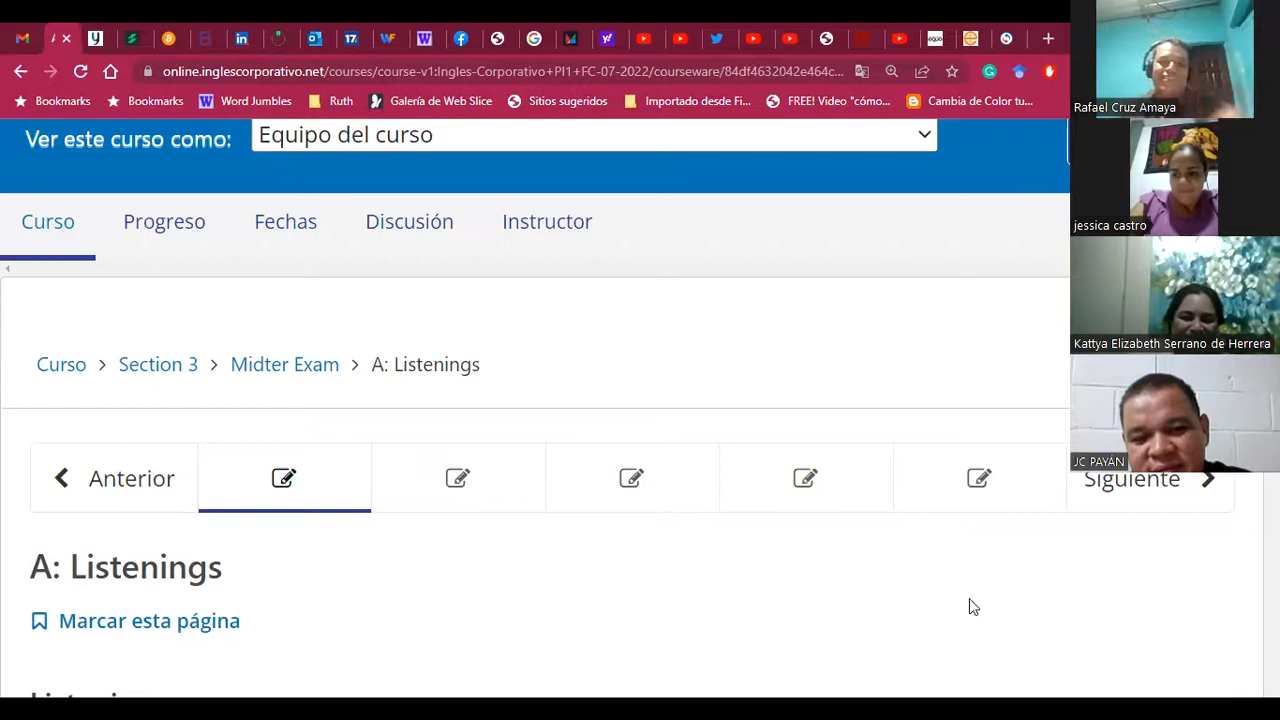 online.inglescorporativo.net/courses/course-v1:Ingles-Corporativo+PI1+FC-07-2022/courseware/84df4632042e464c...
Bookmarks Bookmarks Word Jumbles Ruth Galería de Web Slice Sitios sugeridos Importado desde Fi... FREE! Video "cómo... Cambia de Color tu...
Ver este curso como: Equipo del curso
Curso Progreso Fechas Discusión Instructor
Curso > Section 3 > Midter Exam > A: Listenings
Anterior Siguiente
A: Listenings
Marcar esta página
Rafael Cruz Amaya
jessica castro
Kattya Elizabeth Serrano de Herrera
JC PAYÁN